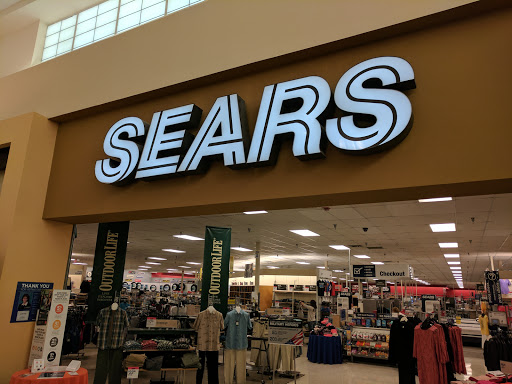 SEARS
OUTDOOR LIFE
OUTDOOR LIFE
Checkout
THANK YOU